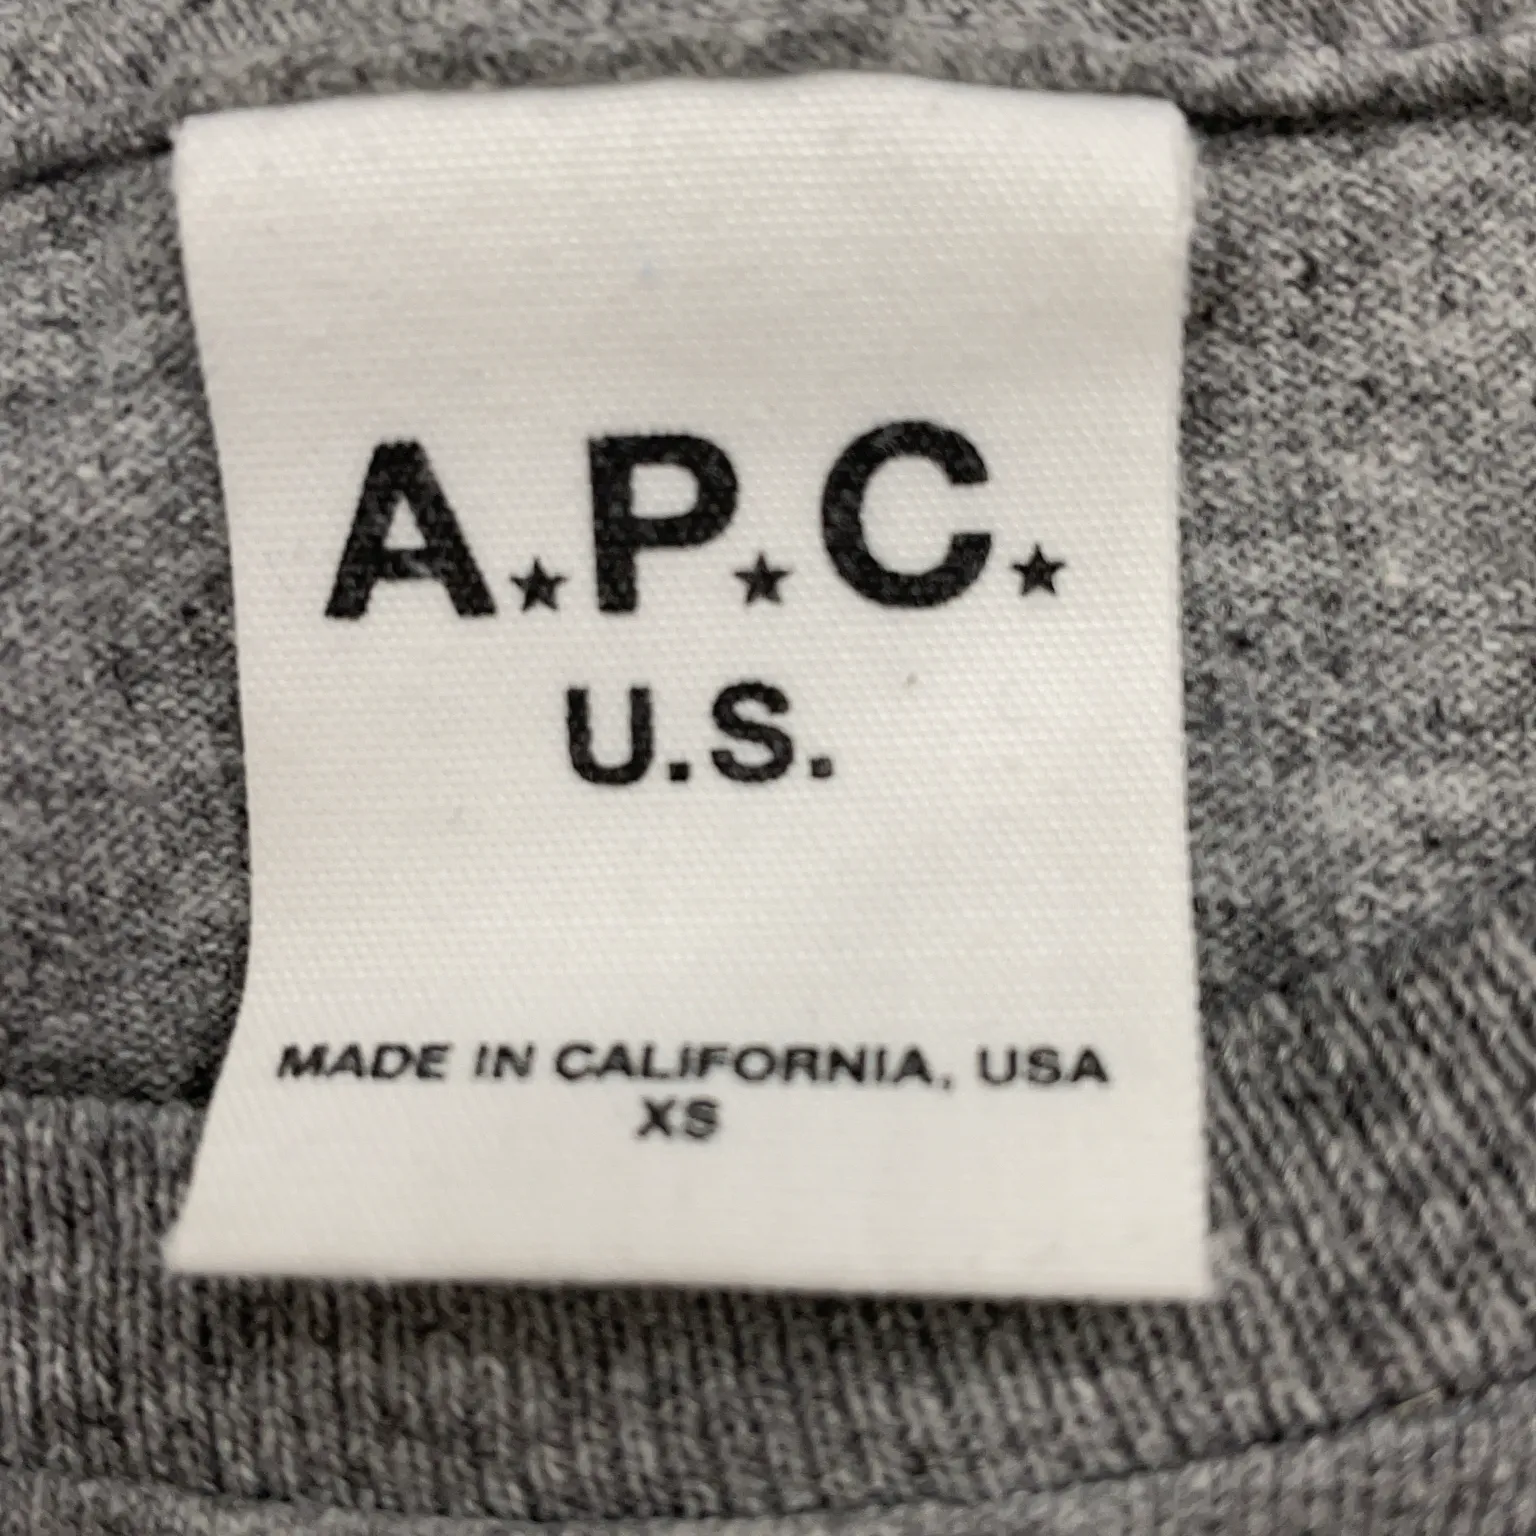 A★P★C★
U.S.
MADE IN CALIFORNIA, USA
XS